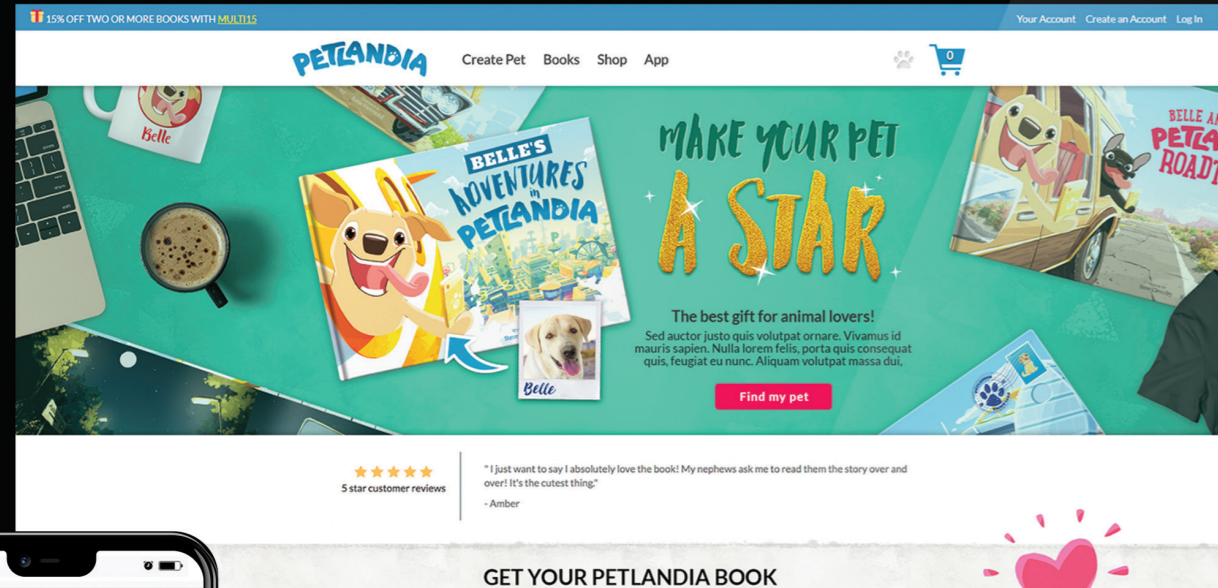 15% OFF TWO OR MORE BOOKS WITH MULTI15
Your Account Create an Account Log In
PETLANDIA
Create Pet Books Shop App
0
Belle
BELLE'S
ADVENTURES
in
PETLANDIA
Belle
MAKE YOUR PET
A STAR
The best gift for animal lovers!
Sed auctor justo quis volutpat ornare. Vivamus id
mauris sapien. Nulla lorem felis, porta quis consequat
quis, feugiat eu nunc. Aliquam volutpat massa dui,
Find my pet
BELLE
5 star customer reviews
" I just want to say I absolutely love the book! My nephews ask me to read them the story over and
over! It's the cutest thing."
- Amber
GET YOUR PETLANDIA BOOK